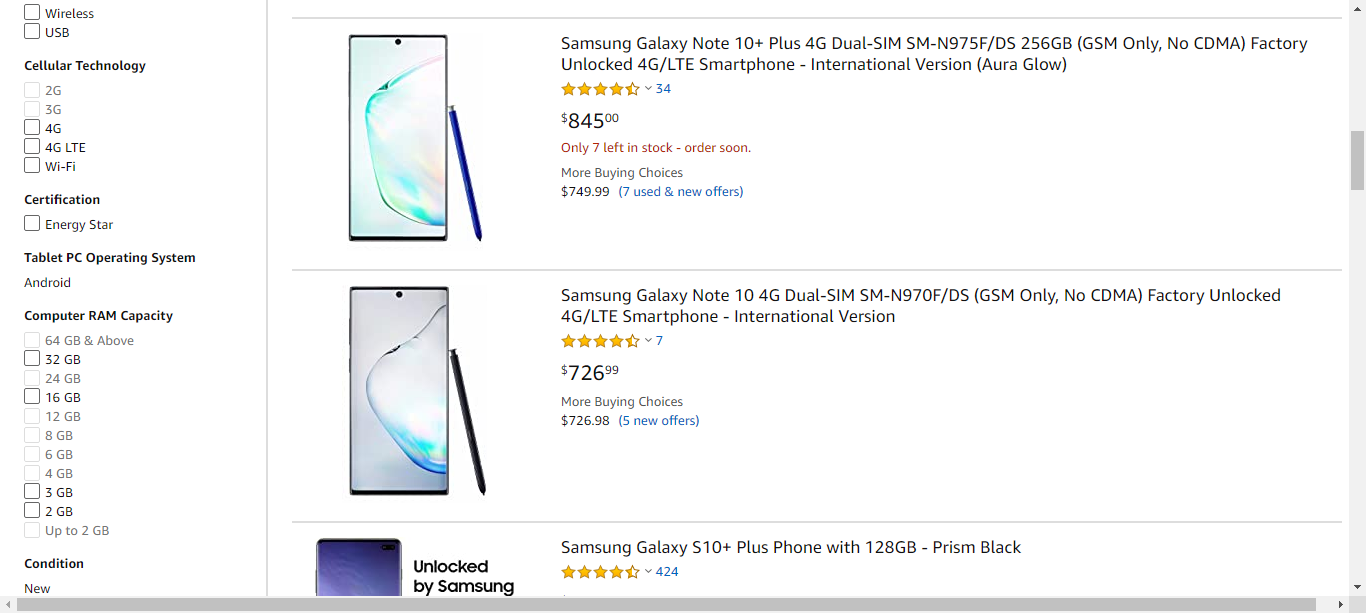 Wireless
USB
Cellular Technology
2G
3G
4G
4G LTE
Wi-Fi
Certification
Energy Star
Tablet PC Operating System
Android
Computer RAM Capacity
64 GB & Above
32 GB
24 GB
16 GB
12 GB
8 GB
6 GB
4 GB
3 GB
2 GB
Up to 2 GB
Condition
New
Samsung Galaxy Note 10+ Plus 4G Dual-SIM SM-N975F/DS 256GB (GSM Only, No CDMA) Factory
Unlocked 4G/LTE Smartphone - International Version (Aura Glow)
34
$84500
Only 7 left in stock - order soon.
More Buying Choices
$749.99 (7 used & new offers)
Samsung Galaxy Note 10 4G Dual-SIM SM-N970F/DS (GSM Only, No CDMA) Factory Unlocked
4G/LTE Smartphone - International Version
7
$72699
More Buying Choices
$726.98 (5 new offers)
Unlocked
by Samsung
Samsung Galaxy S10+ Plus Phone with 128GB - Prism Black
424